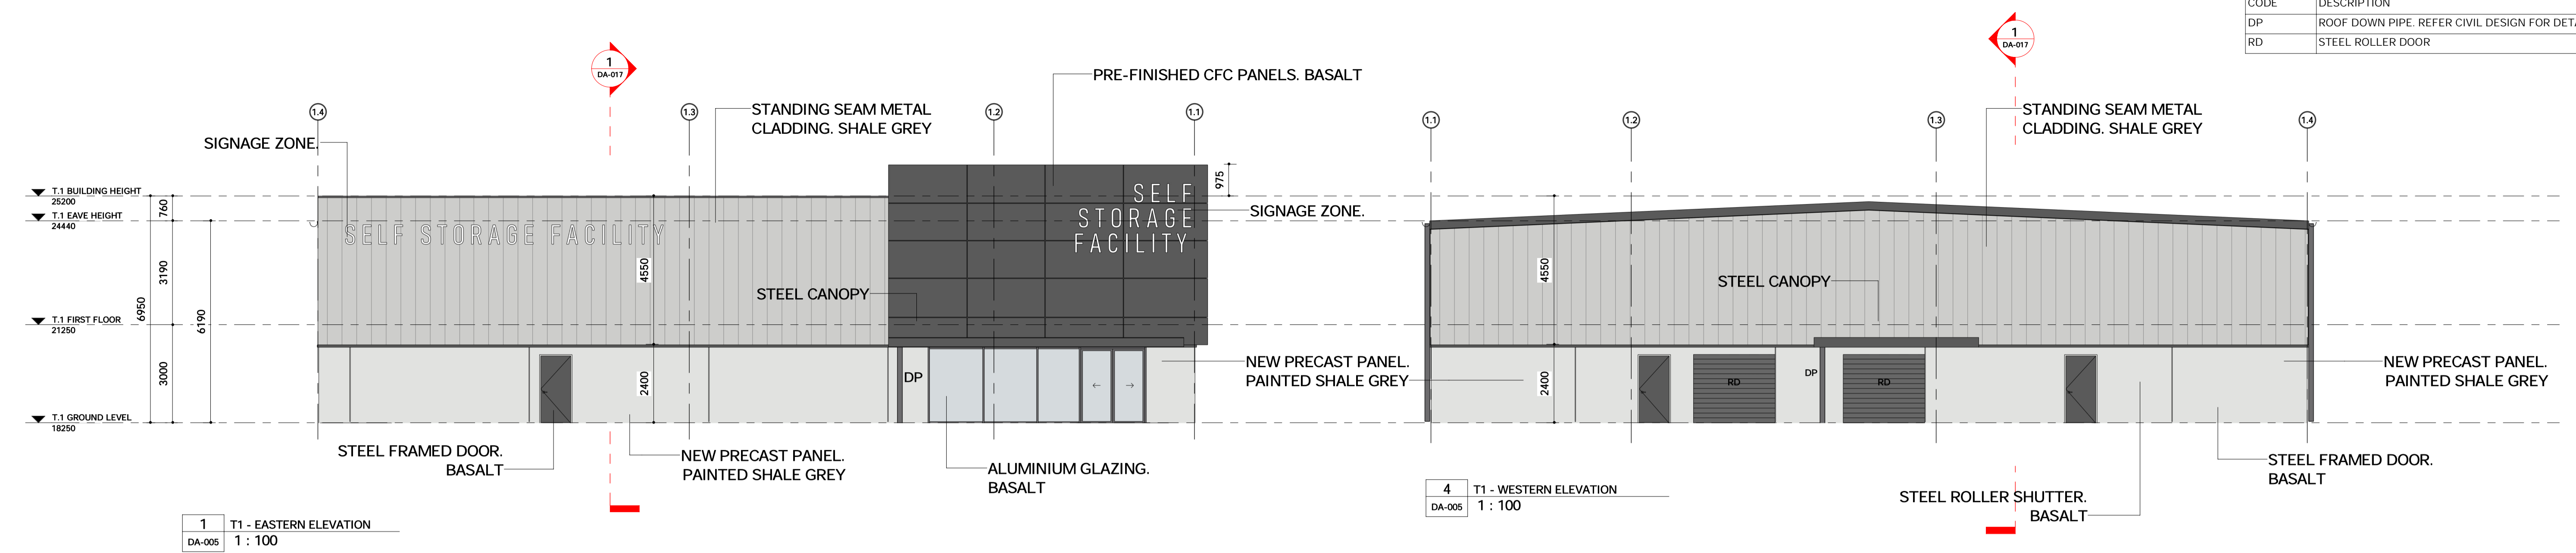 CODE DESCRIPTION
DP ROOF DOWN PIPE. REFER CIVIL DESIGN FOR
RD STEEL ROLLER DOOR
1
DA-017
1
DA-017
PRE-FINISHED CFC PANELS. BASALT
1.4
1.3
1.2
1.1
1.1
1.2
1.3
1.4
STANDING SEAM METAL
CLADDING. SHALE GREY
STANDING SEAM METAL
CLADDING. SHALE GREY
SIGNAGE ZONE.
T.1 BUILDING HEIGHT
25200
T.1 EAVE HEIGHT
24440
T.1 FIRST FLOOR
21250
T.1 GROUND LEVEL
18250
760
3190
3000
6950
6190
SELF STORAGE FACILITY
4550
2400
SELF
STORAGE
FACILITY
975
SIGNAGE ZONE.
STEEL CANOPY
DP
NEW PRECAST PANEL.
PAINTED SHALE GREY
STEEL FRAMED DOOR.
BASALT
NEW PRECAST PANEL.
PAINTED SHALE GREY
ALUMINIUM GLAZING.
BASALT
1
DA-005
T1 - EASTERN ELEVATION
1 : 100
4550
2400
STEEL CANOPY
RD
DP
RD
NEW PRECAST PANEL.
PAINTED SHALE GREY
STEEL FRAMED DOOR.
BASALT
STEEL ROLLER SHUTTER.
BASALT
4
DA-005
T1 - WESTERN ELEVATION
1 : 100